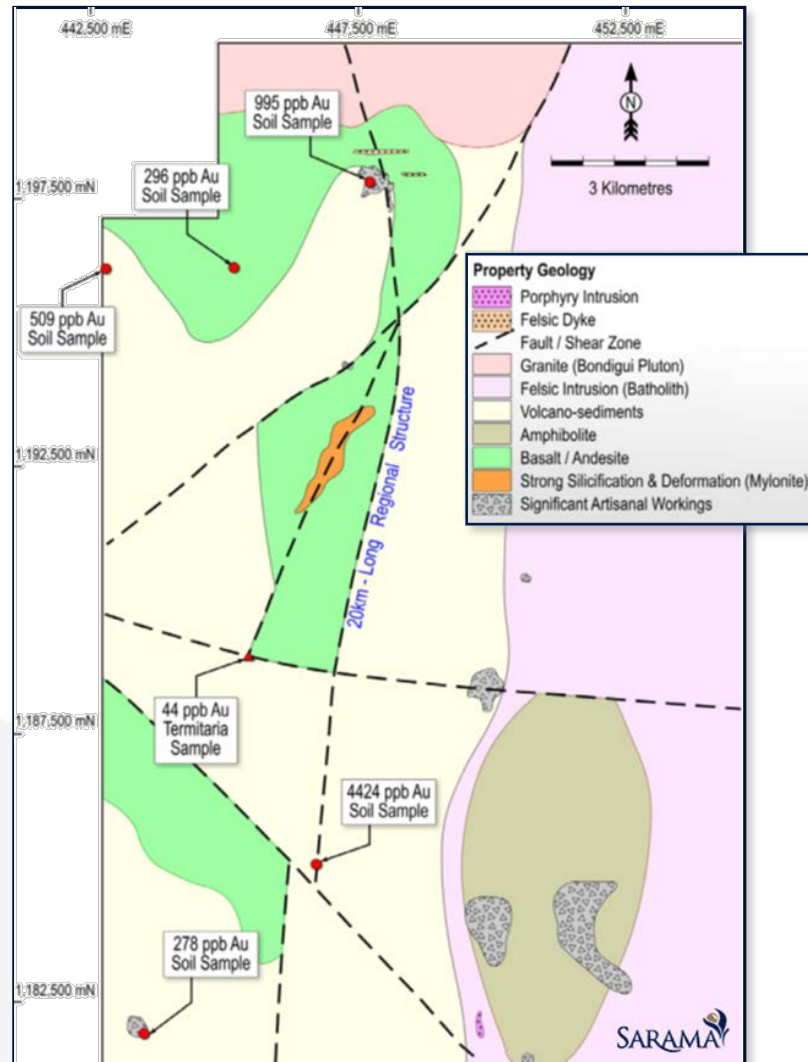 442,500 mE
447,500 mE
452,500 mE
995 ppb Au
Soil Sample
N
3 Kilometres
296 ppb Au
Soil Sample
1,197,500 mN
509 ppb Au
Soil Sample
Property Geology
Porphyry Intrusion
Felsic Dyke
Fault / Shear Zone
Granite (Bondigui Pluton)
Felsic Intrusion (Batholith)
Volcano-sediments
Amphibolite
Basalt / Andesite
Strong Silicification & Deformation (Mylonite)
Significant Artisanal Workings
1,192,500 mN
20km - Long Regional Structure
44 ppb Au
Termitaria
Sample
1,187,500 mN
4424 ppb Au
Soil Sample
278 ppb Au
Soil Sample
1,182,500 mN
SARAMA